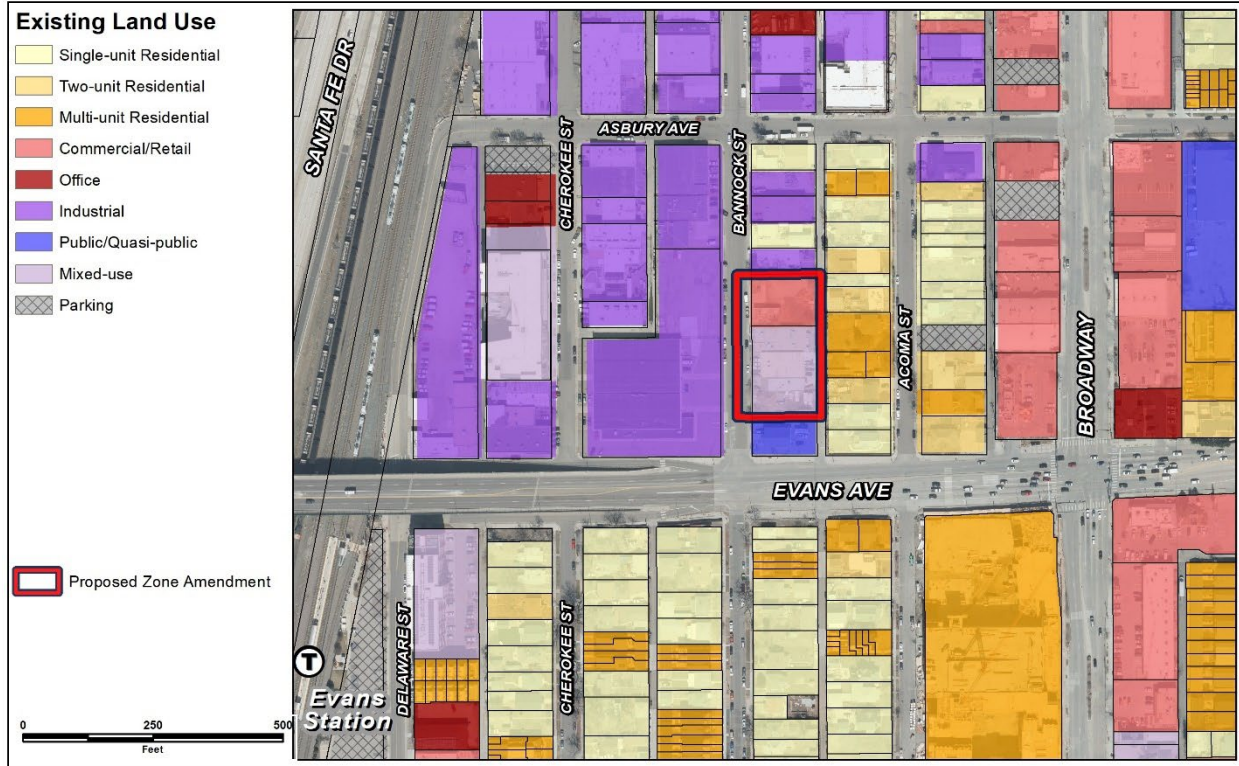 Existing Land Use
Single-unit Residential
Two-unit Residential
Multi-unit Residential
Commercial/Retail
Office
Industrial
Public/Quasi-public
Mixed-use
Parking
Proposed Zone Amendment
0 250 500
Feet
SANTA FE DR
CHEROKEE ST
ASBURY AVE
BANNOCK ST
ACOMA ST
BROADWAY
EVANS AVE
DELAWARE ST
CHEROKEE ST
T
Evans
Station